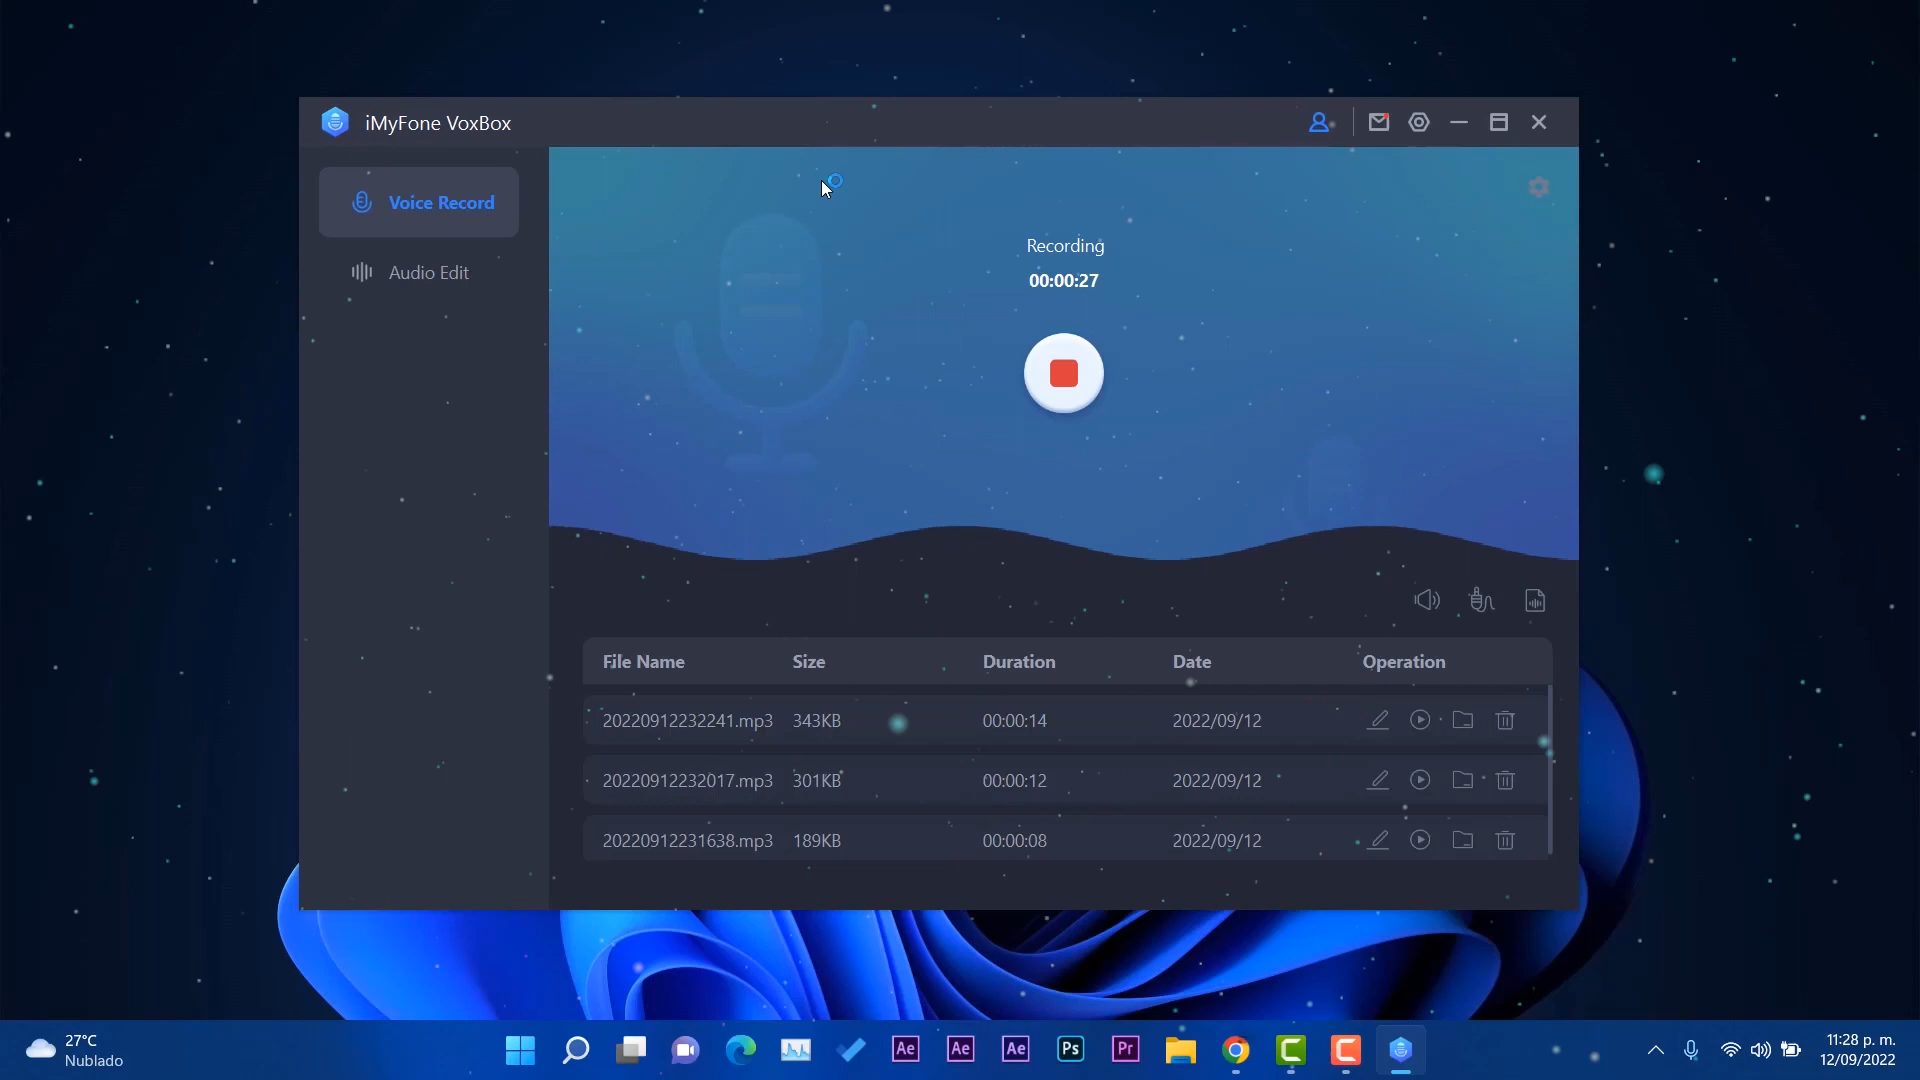 iMyFone VoxBox
Voice Record
Audio Edit
Recording
00:00:27
File Name Size Duration Date Operation
20220912232241.mp3 343KB 00:00:14 2022/09/12
20220912232017.mp3 301KB 00:00:12 2022/09/12
20220912231638.mp3 189KB 00:00:08 2022/09/12
27°C
Nublado
Ae Ae Ae Ps Pr
11:28 p. m.
12/09/2022